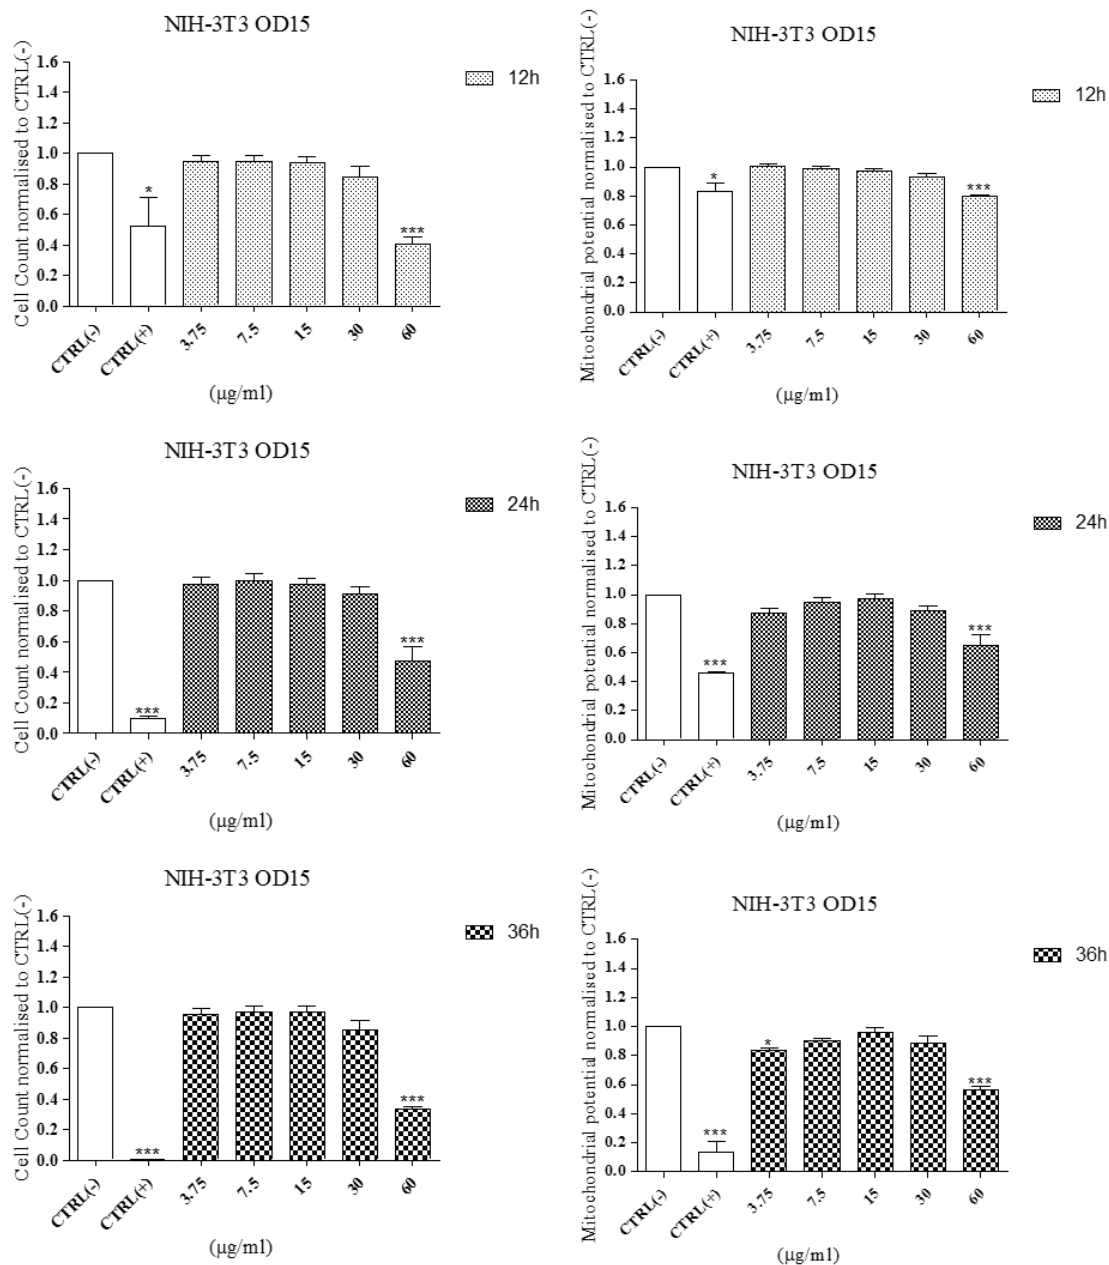 NIH-3T3 OD15
Cell Count normalised to CTRL(-)
1.6
1.4
1.2
1.0
0.8
0.6
0.4
0.2
0.0
*
***
CTRL(-) CTRL(+) 3.75 7.5 15 30 60
(µg/ml)
12h
NIH-3T3 OD15
Mitochondrial potential normalised to CTRL(-)
1.6
1.4
1.2
1.0
0.8
0.6
0.4
0.2
0.0
*
***
CTRL(-) CTRL(+) 3.75 7.5 15 30 60
(µg/ml)
12h
NIH-3T3 OD15
Cell Count normalised to CTRL(-)
1.6
1.4
1.2
1.0
0.8
0.6
0.4
0.2
0.0
***
***
CTRL(-) CTRL(+) 3.75 7.5 15 30 60
(µg/ml)
24h
NIH-3T3 OD15
Mitochondrial potential normalised to CTRL(-)
1.6
1.4
1.2
1.0
0.8
0.6
0.4
0.2
0.0
***
***
CTRL(-) CTRL(+) 3.75 7.5 15 30 60
(µg/ml)
24h
NIH-3T3 OD15
Cell Count normalised to CTRL(-)
1.6
1.4
1.2
1.0
0.8
0.6
0.4
0.2
0.0
***
***
CTRL(-) CTRL(+) 3.75 7.5 15 30 60
(µg/ml)
36h
NIH-3T3 OD15
Mitochondrial potential normalised to CTRL(-)
1.6
1.4
1.2
1.0
0.8
0.6
0.4
0.2
0.0
***
*
***
CTRL(-) CTRL(+) 3.75 7.5 15 30 60
(µg/ml)
36h